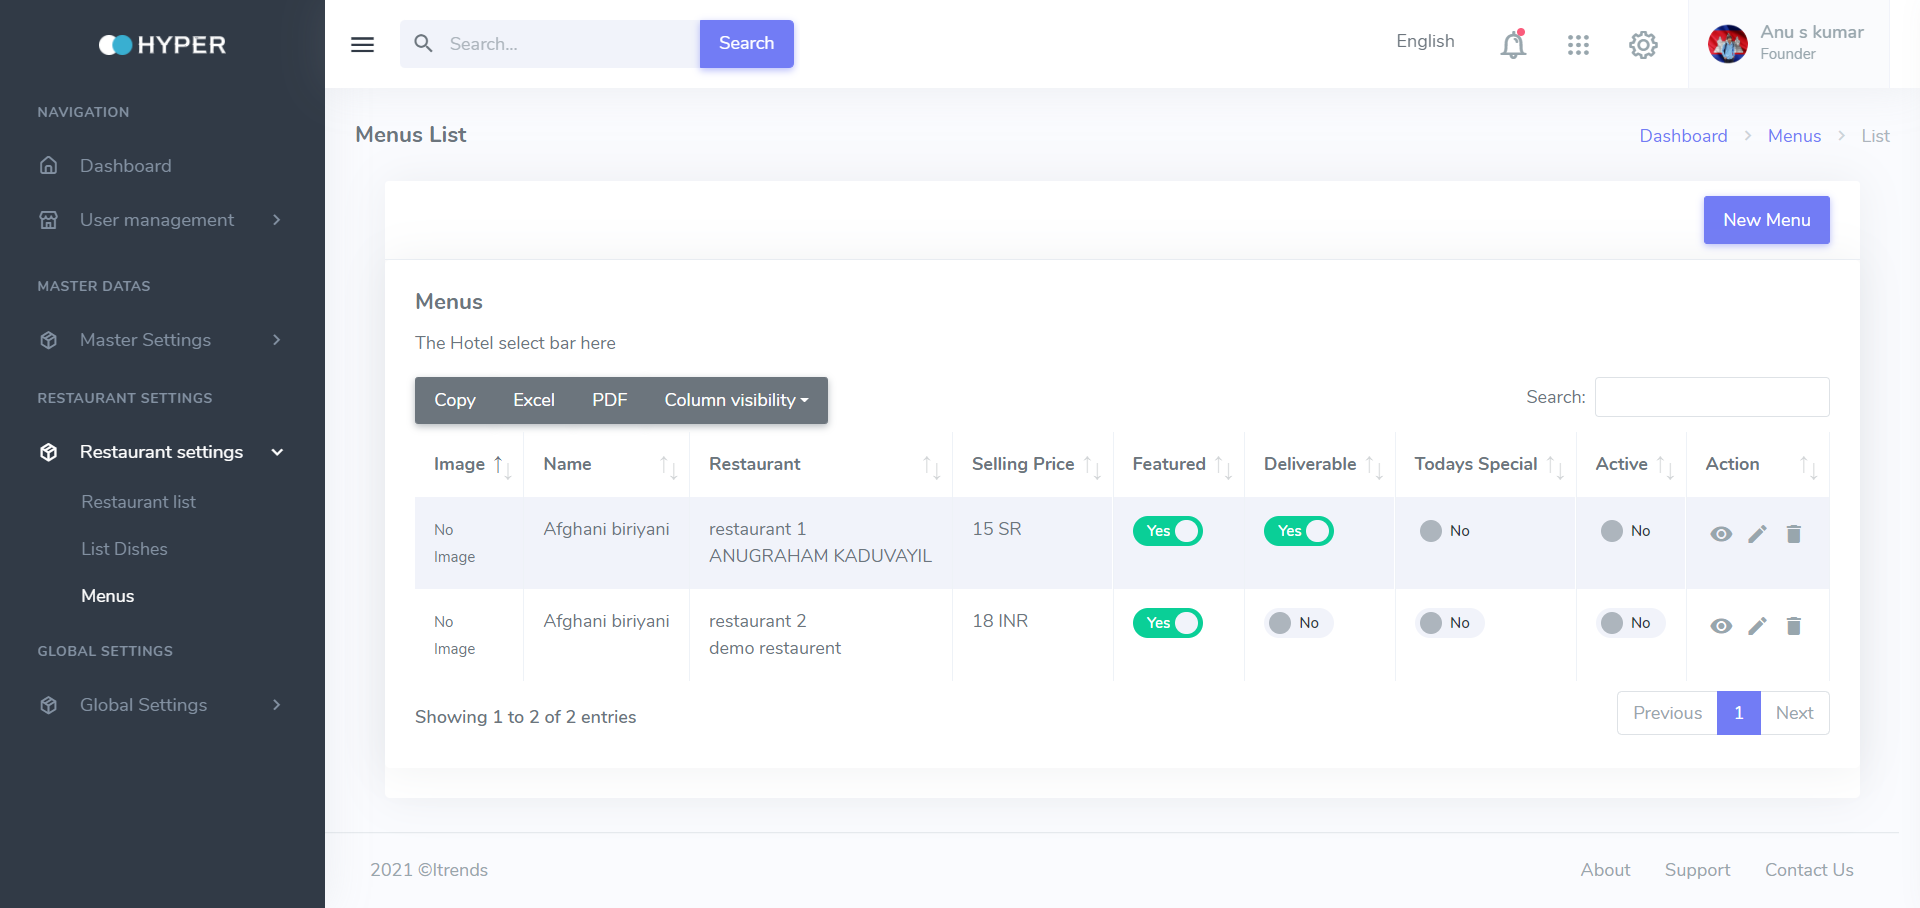 HYPER
Search...
Search
English
Anu s kumar
Founder
NAVIGATION
Dashboard
User management
MASTER DATAS
Master Settings
RESTAURANT SETTINGS
Restaurant settings
Restaurant list
List Dishes
Menus
GLOBAL SETTINGS
Global Settings
Menus List
Dashboard > Menus > List
New Menu
Menus
The Hotel select bar here
Copy Excel PDF Column visibility
Search:
Image Name Restaurant Selling Price Featured Deliverable Todays Special Active Action
No Image Afghani biriyani restaurant 1 15 SR Yes Yes No No
ANUGRAHAM KADUVAYIL
No Image Afghani biriyani restaurant 2 18 INR Yes No No No
demo restaurent
Showing 1 to 2 of 2 entries
Previous 1 Next
2021 ©Itrends
About Support Contact Us